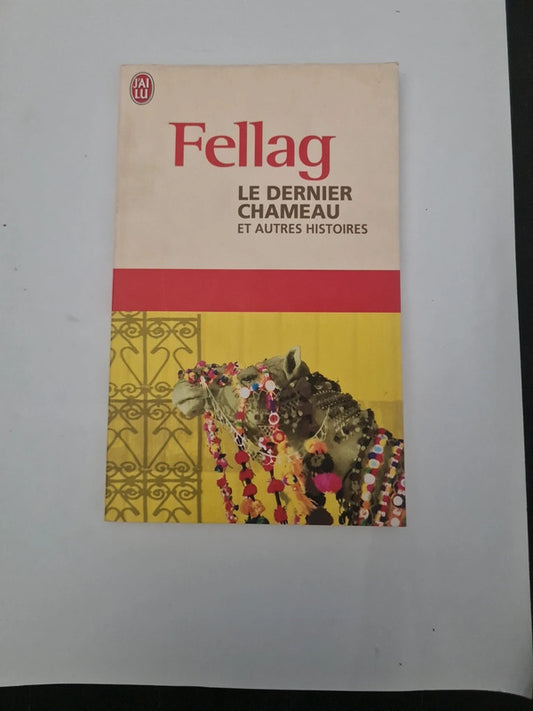 J'AI
LU
Fellag
LE DERNIER
CHAMEAU
ET AUTRES HISTOIRES